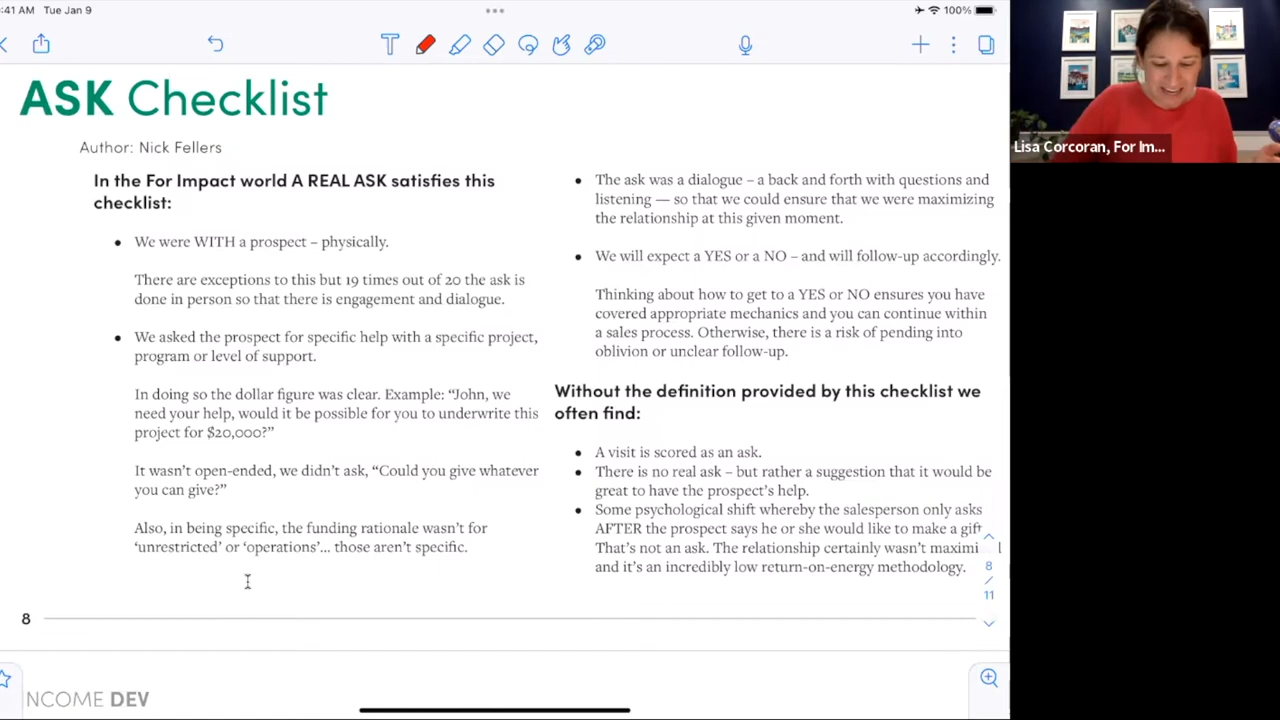 :41 AM Tue Jan 9
100%
ASK Checklist
Author: Nick Fellers
In the For Impact world A REAL ASK satisfies this
checklist:
• We were WITH a prospect – physically.
There are exceptions to this but 19 times out of 20 the ask is
done in person so that there is engagement and dialogue.
• We asked the prospect for specific help with a specific project,
program or level of support.
In doing so the dollar figure was clear. Example: “John, we
need your help, would it be possible for you to underwrite this
project for $20,000?”
It wasn’t open-ended, we didn’t ask, “Could you give whatever
you can give?”
Also, in being specific, the funding rationale wasn’t for
‘unrestricted’ or ‘operations’... those aren’t specific.
• The ask was a dialogue – a back and forth with questions and
listening — so that we could ensure that we were maximizing
the relationship at this given moment.
• We will expect a YES or a NO – and will follow-up accordingly.
Thinking about how to get to a YES or NO ensures you have
covered appropriate mechanics and you can continue within
a sales process. Otherwise, there is a risk of pending into
oblivion or unclear follow-up.
Without the definition provided by this checklist we
often find:
• A visit is scored as an ask.
• There is no real ask – but rather a suggestion that it would be
great to have the prospect’s help.
• Some psychological shift whereby the salesperson only asks
AFTER the prospect says he or she would like to make a gift
That’s not an ask. The relationship certainly wasn’t maximi l
and it’s an incredibly low return-on-energy methodology.
8
/
11
8
NCOME DEV
Lisa Corcoran, For Im...